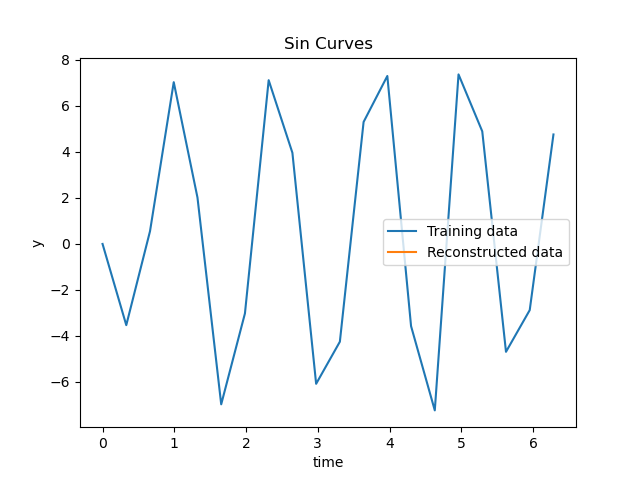 Sin Curves
8
6
4
2
0
−2
−4
−6
y
Training data
Reconstructed data
0 1 2 3 4 5 6
time